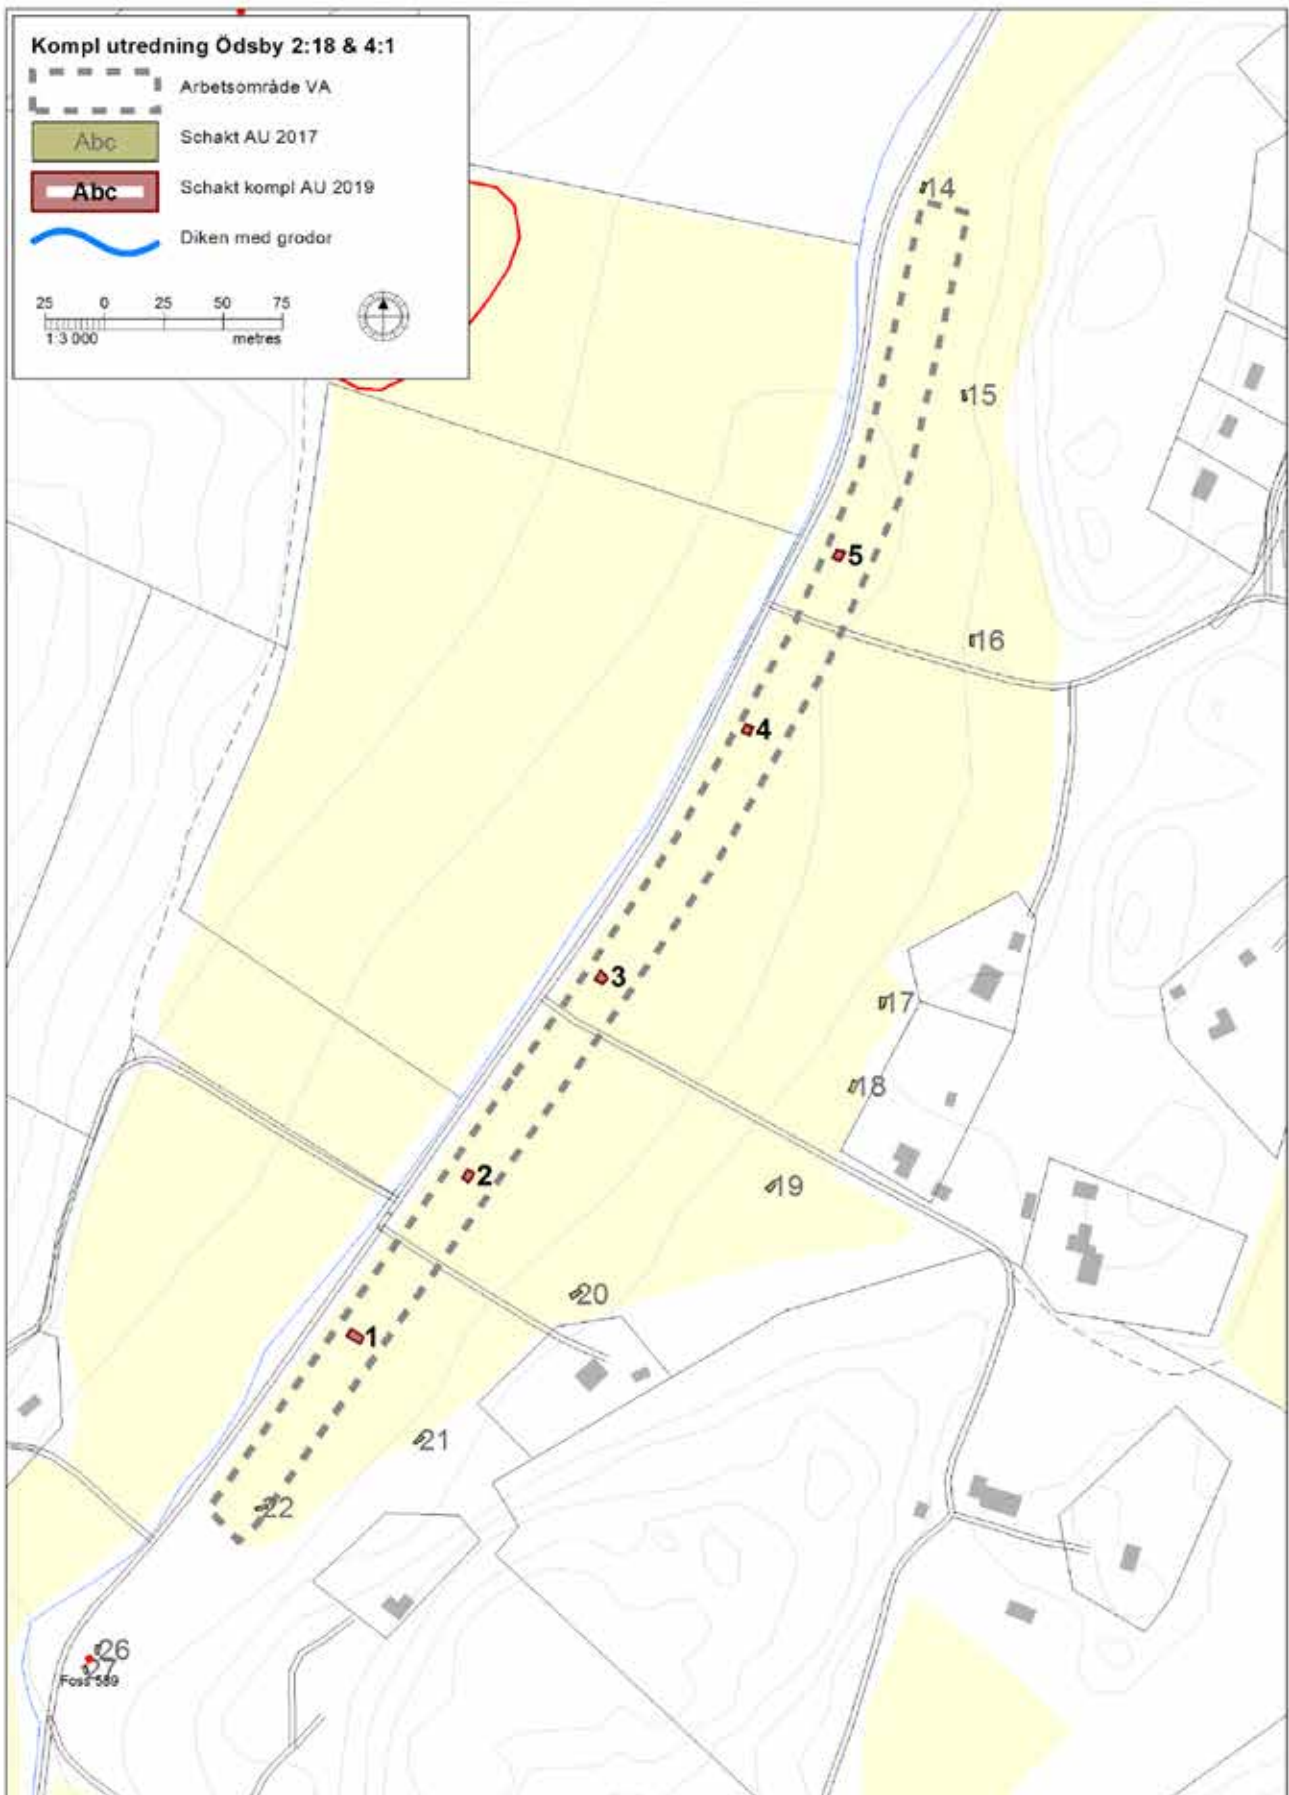 Kompl utredning Ödsby 2:18 & 4:1
Arbetsområde VA
Abc Schakt AU 2017
Abc Schakt kompl AU 2019
Diken med grodor
25 0 25 50 75
1:3 000 metres
14
15
5
16
4
3
17
18
2
19
20
1
21
22
26
27
Foss 589